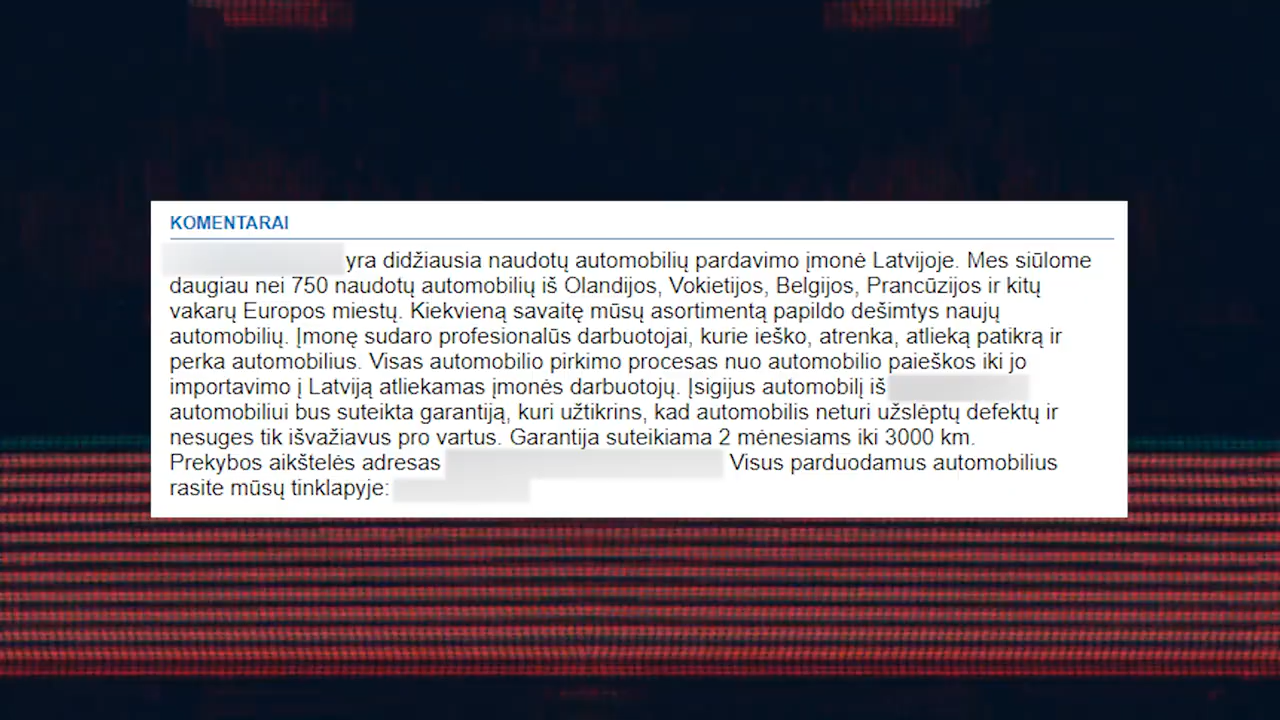 KOMENTARAI
yra didžiausia naudotų automobilių pardavimo įmonė Latvijoje. Mes siūlome
daugiau nei 750 naudotų automobilių iš Olandijos, Vokietijos, Belgijos, Prancūzijos ir kitų
vakarų Europos miestų. Kiekvieną savaitę mūsų asortimentą papildo dešimtys naujų
automobilių. Įmonę sudaro profesionalūs darbuotojai, kurie ieško, atrenka, atlieką patikrą ir
perka automobilius. Visas automobilio pirkimo procesas nuo automobilio paieškos iki jo
importavimo į Latviją atliekamas įmonės darbuotojų. Įsigijus automobilį iš
automobiliui bus suteikta garantiją, kuri užtikrins, kad automobilis neturi užslėptų defektų ir
nesuges tik išvažiavus pro vartus. Garantija suteikiama 2 mėnesiams iki 3000 km.
Prekybos aikštelės adresas Visus parduodamus automobilius
rasite mūsų tinklapyje: